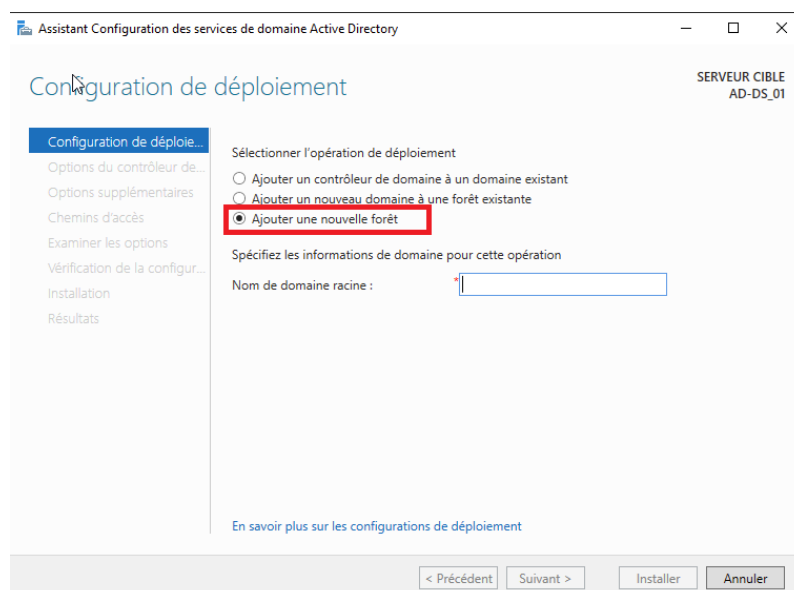 Assistant Configuration des services de domaine Active Directory
Configuration de déploiement
SERVEUR CIBLE
AD-DS_01
Configuration de déploie...
Options du contrôleur de...
Options supplémentaires
Chemins d'accès
Examiner les options
Vérification de la configur...
Installation
Résultats
Sélectionner l'opération de déploiement
Ajouter un contrôleur de domaine à un domaine existant
Ajouter un nouveau domaine à une forêt existante
Ajouter une nouvelle forêt
Spécifiez les informations de domaine pour cette opération
Nom de domaine racine : *
En savoir plus sur les configurations de déploiement
< Précédent Suivant > Installer Annuler